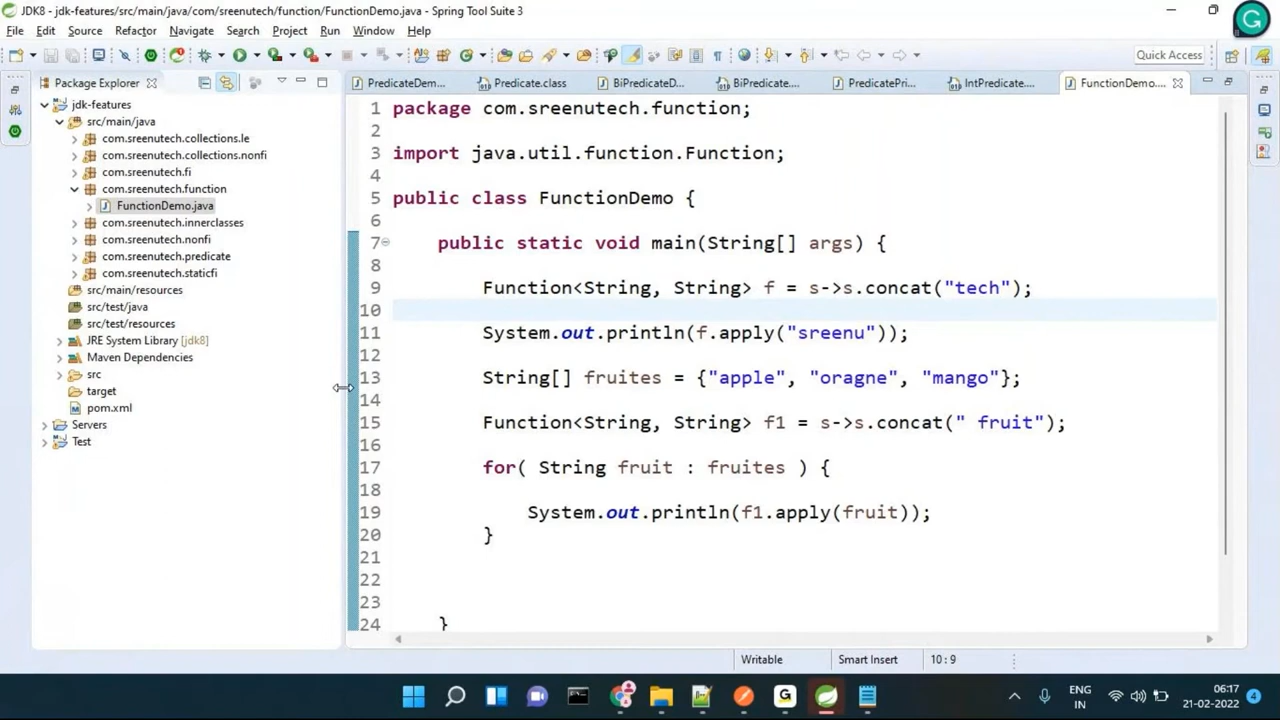 JDK8 - jdk-features/src/main/java/com/sreenutech/function/FunctionDemo.java - Spring Tool Suite 3
File Edit Source Refactor Navigate Search Project Run Window Help
Quick Access
Package Explorer
PredicateDem... Predicate.class BiPredicateD... BiPredicate.... PredicatePri... IntPredicate.... FunctionDemo....
jdk-features
src/main/java
com.sreenutech.collections.le
com.sreenutech.collections.nonfi
com.sreenutech.fi
com.sreenutech.function
FunctionDemo.java
com.sreenutech.innerclasses
com.sreenutech.nonfi
com.sreenutech.predicate
com.sreenutech.staticfi
src/main/resources
src/test/java
src/test/resources
JRE System Library [jdk8]
Maven Dependencies
src
target
pom.xml
Servers
Test
1 package com.sreenutech.function;
2
3 import java.util.function.Function;
4
5 public class FunctionDemo {
6
7 public static void main(String[] args) {
8
9 Function<String, String> f = s->s.concat("tech");
10
11 System.out.println(f.apply("sreenu"));
12
13 String[] fruites = {"apple", "oragne", "mango"};
14
15 Function<String, String> f1 = s->s.concat(" fruit");
16
17 for( String fruit : fruites ) {
18
19 System.out.println(f1.apply(fruit));
20 }
21
22
23
24 }
Writable Smart Insert 10 : 9
ENG
IN
06:17
21-02-2022
4